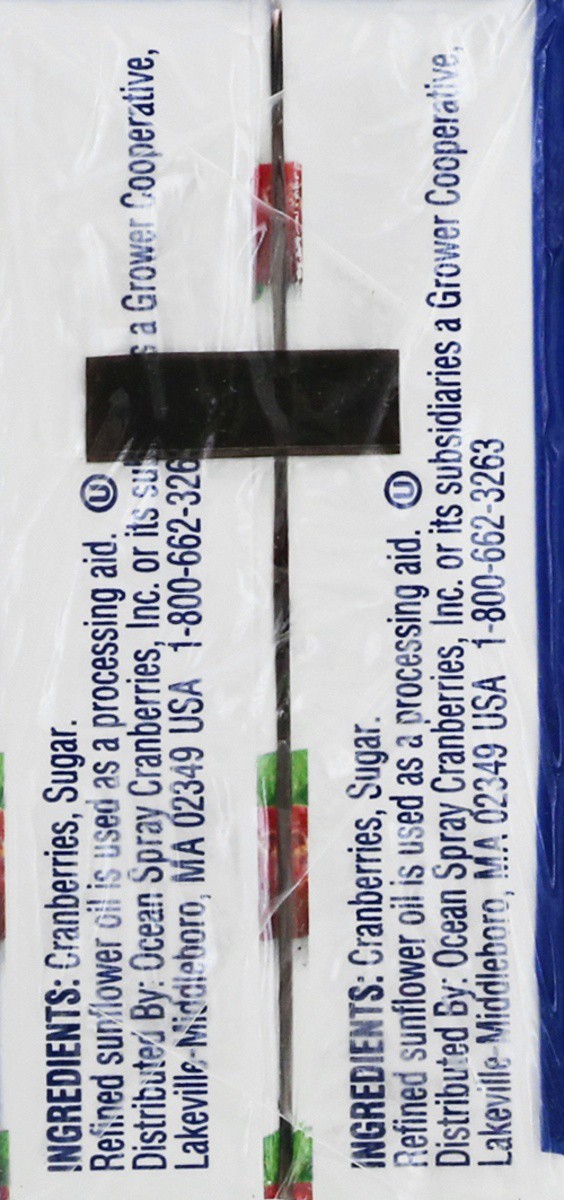 INGREDIENTS: Cranberries, Sugar.
Refined sunflower oil is used as a processing aid. Ⓤ
Distributed By: Ocean Spray Cranberries, Inc. or its a Grower Cooperative,
Lakeville-Middleboro, MA 02349 USA 1-800-662-326
INGREDIENTS: Cranberries, Sugar.
Refined sunflower oil is used as a processing aid. Ⓤ
Distributed By: Ocean Spray Cranberries, Inc. or its subsidiaries a Grower Cooperative,
Lakeville-Middleboro, MA 02349 USA 1-800-662-3263